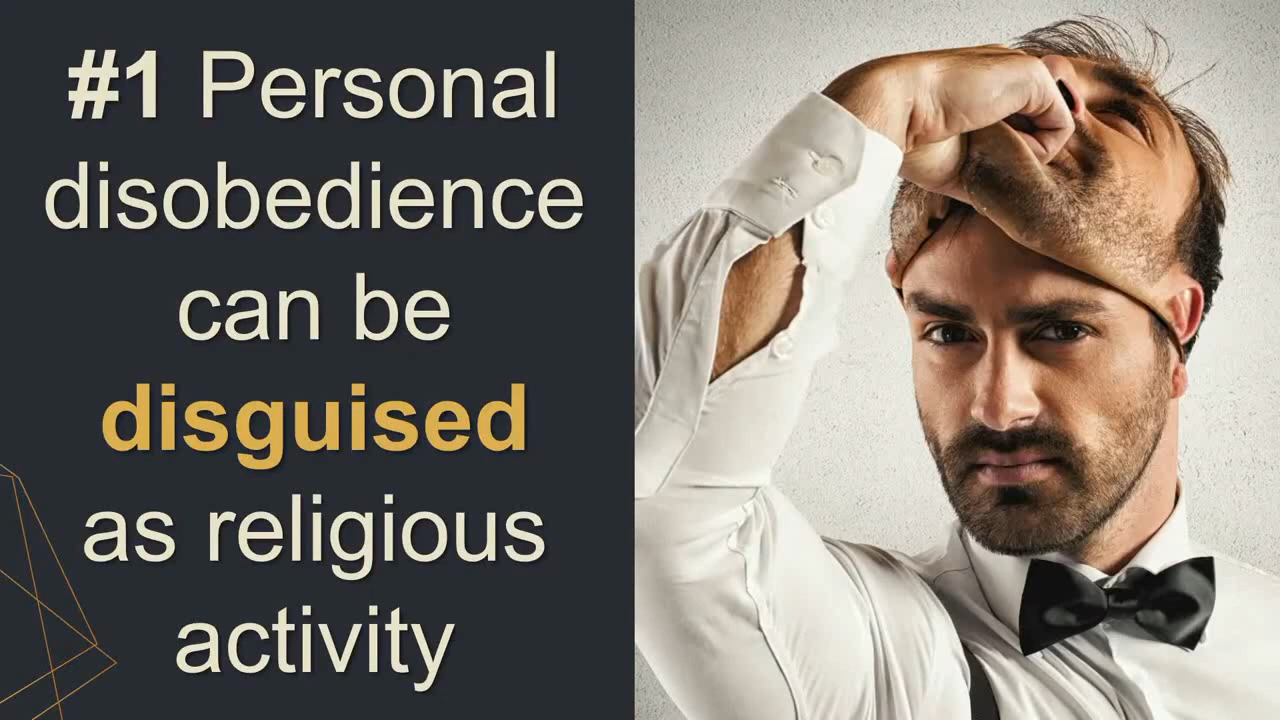 #1 Personal
disobedience
can be
disguised
as religious
activity